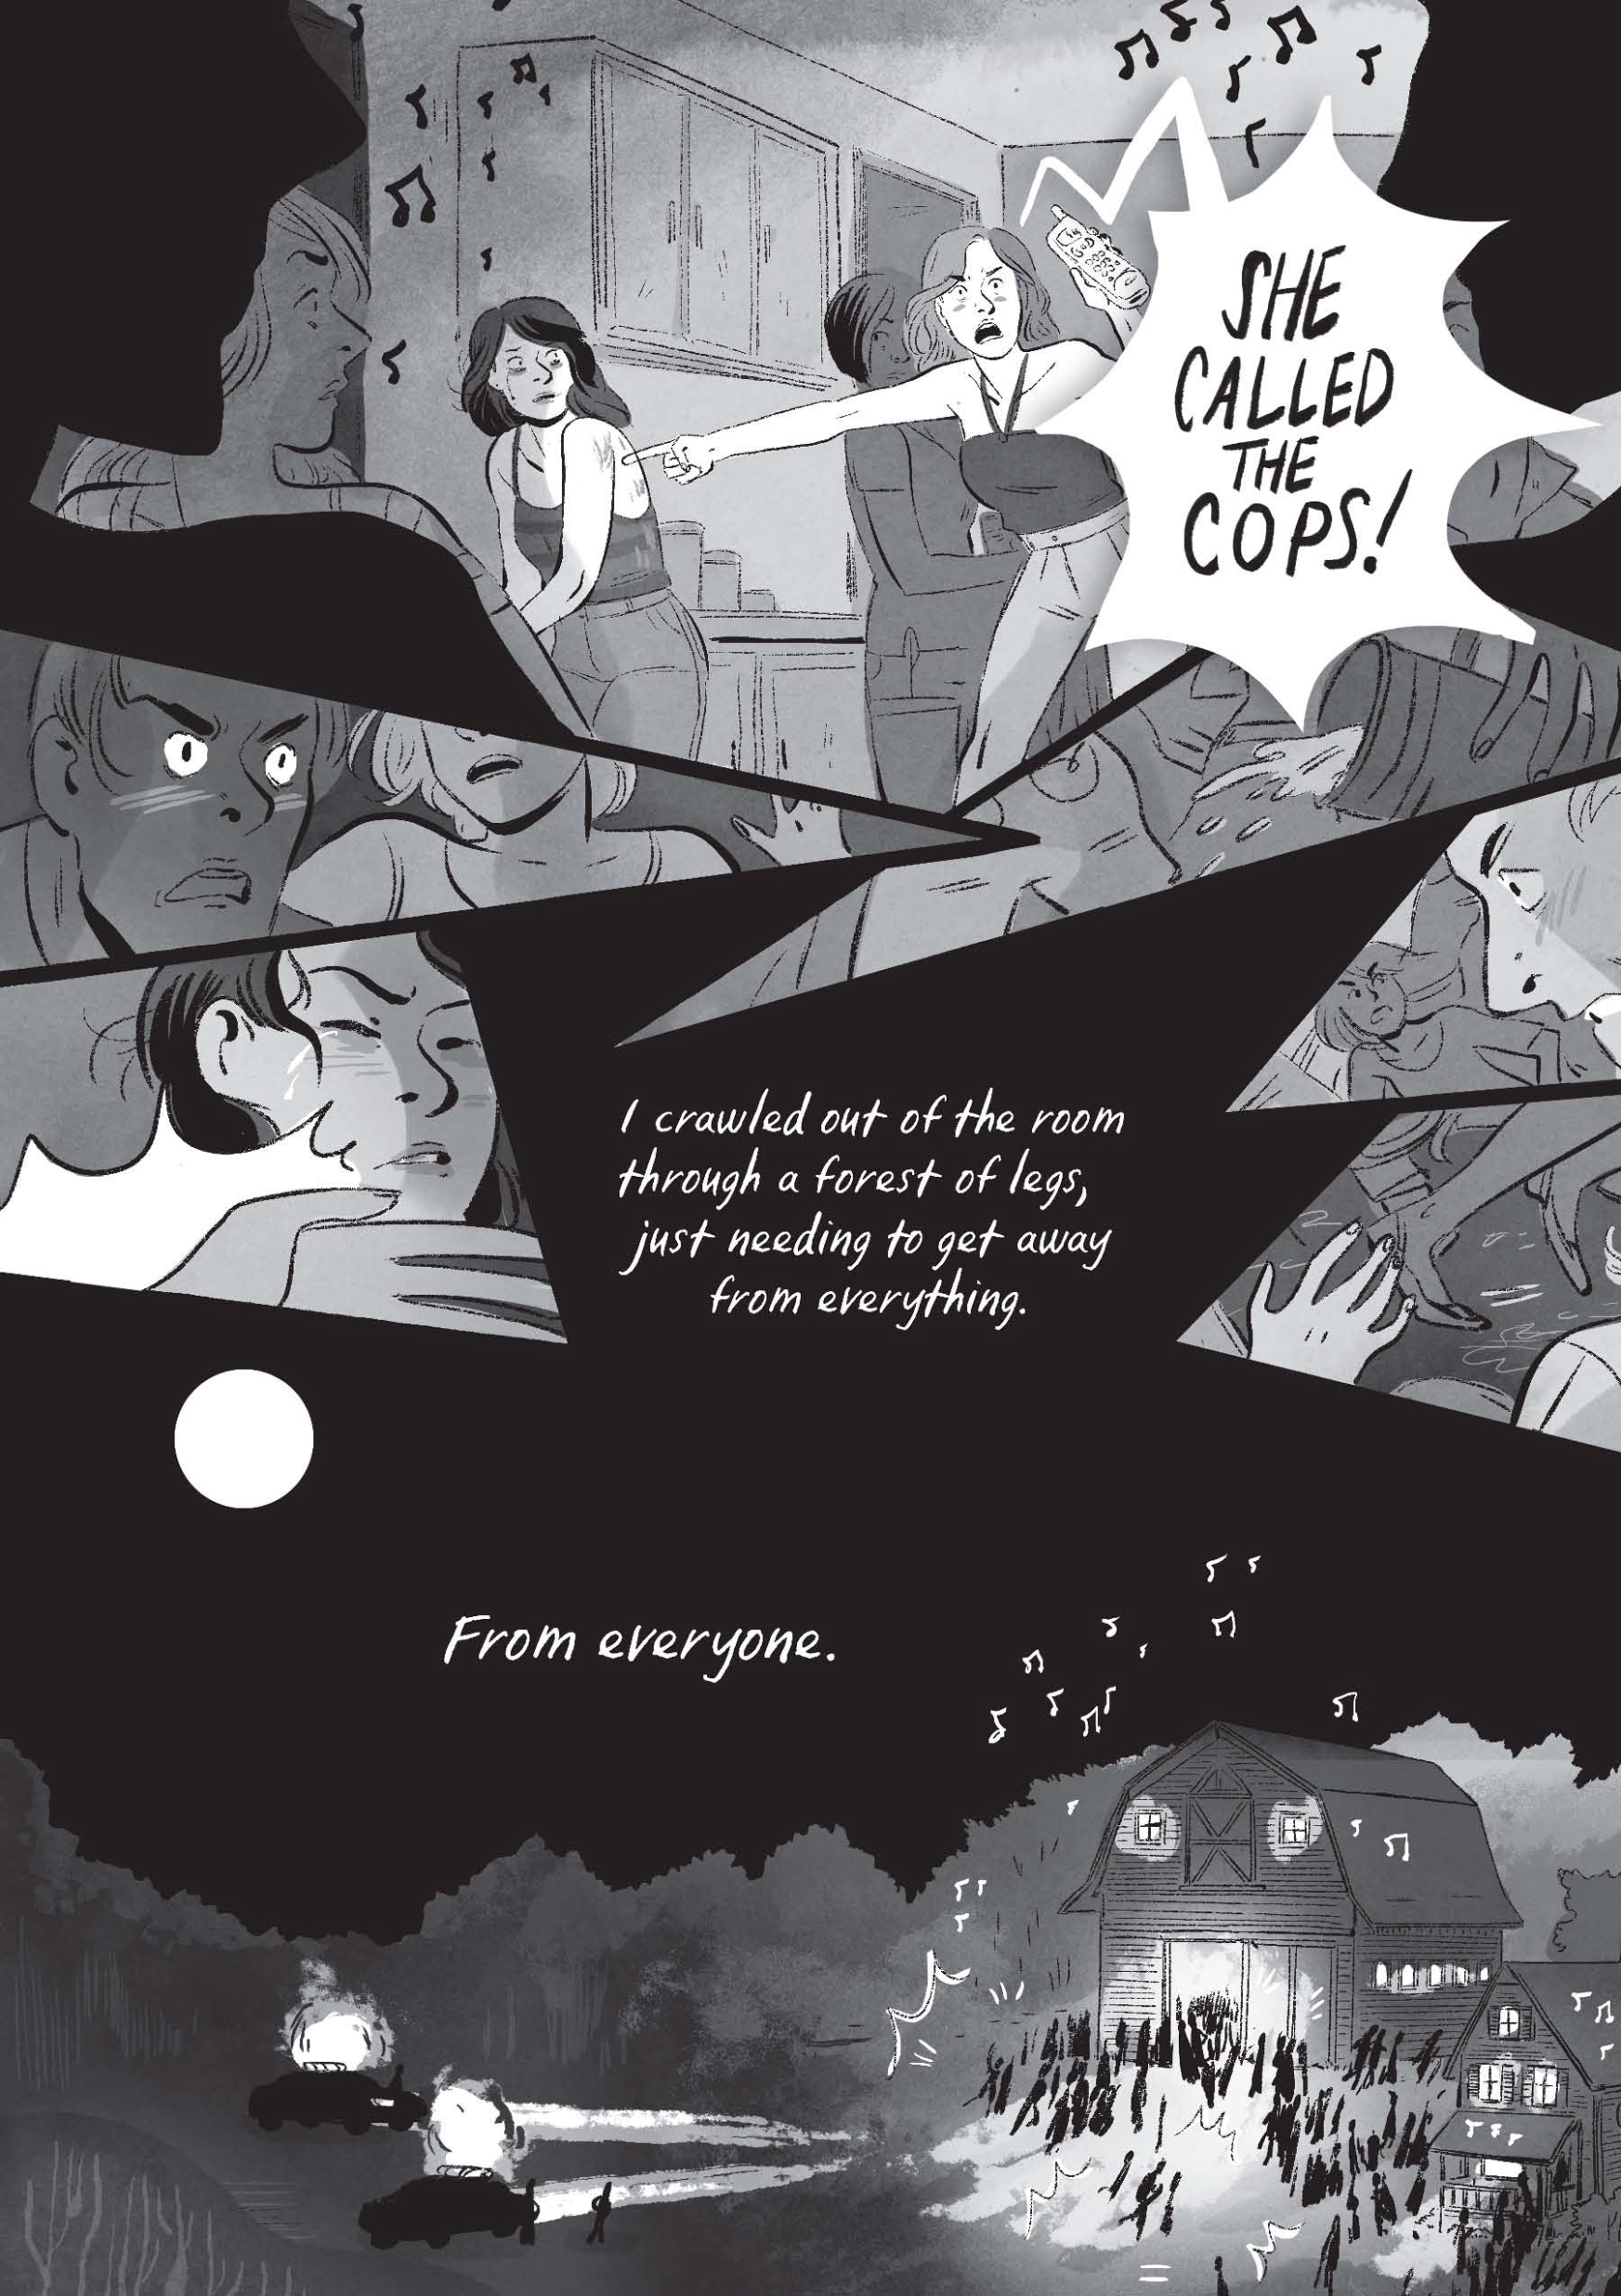 SHE
CALLED
THE
COPS!
I crawled out of the room
through a forest of legs,
just needing to get away
from everything.
From everyone.